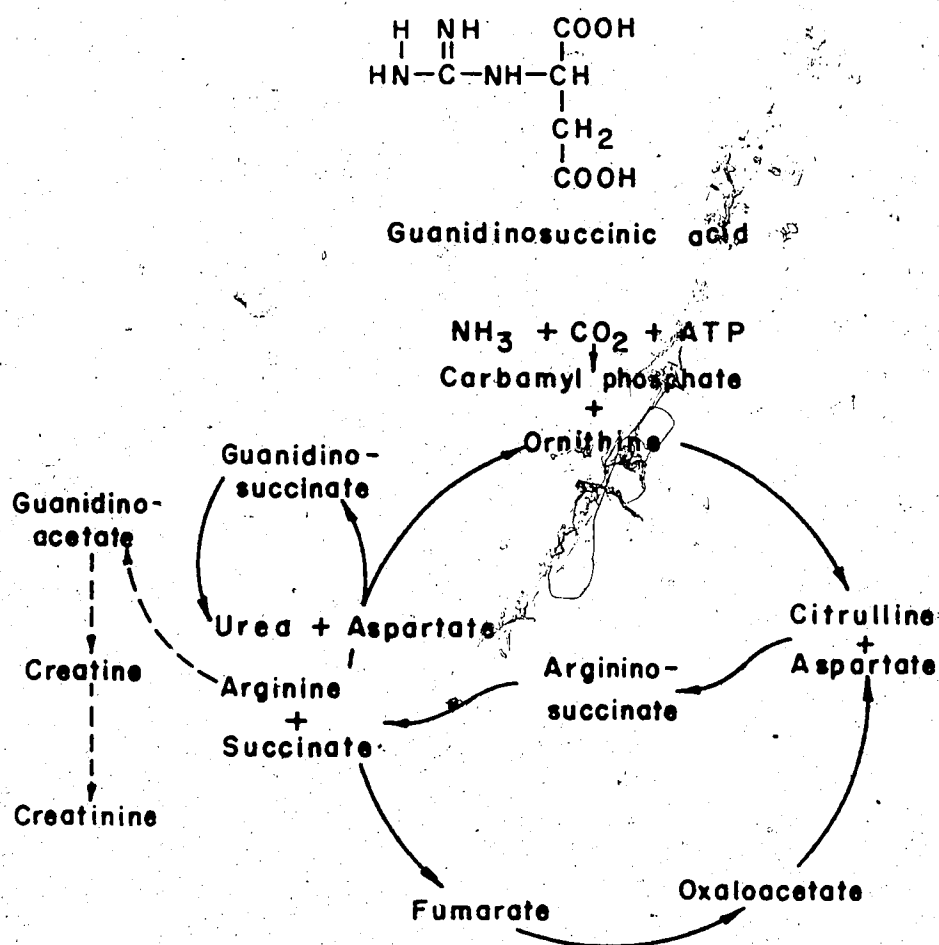 H NH COOH
HN-C-NH-CH
CH2
COOH
Guanidinosuccinic acid
NH3 + CO2 + ATP
Carbamyl phosphate
+
Ornithine
Guanidino-
succinate
Guanidino-
acetate
Urea + Aspartate
Citrulline
+
Aspartate
Creatine
Arginine
+
Succinate
Arginino-
succinate
Creatinine
Fumarate
Oxaloacetate